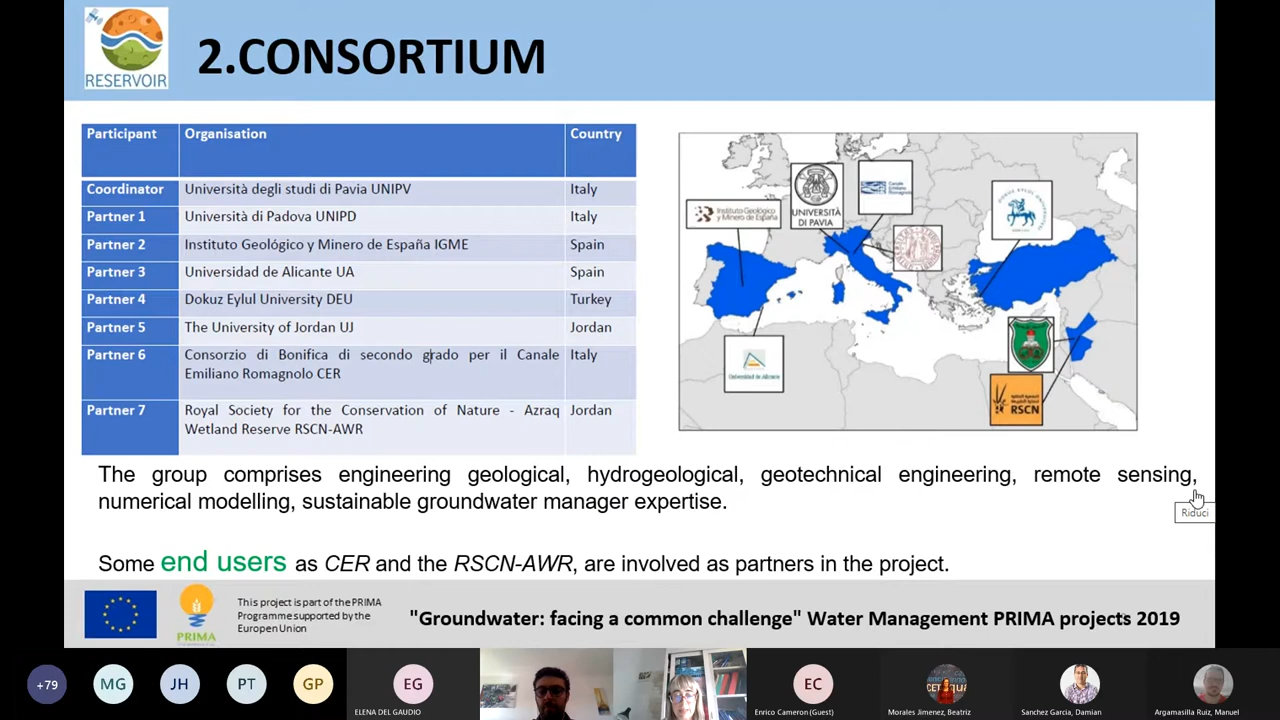 RESERVOIR
2.CONSORTIUM
Participant Organisation Country
Coordinator Università degli studi di Pavia UNIPV Italy
Partner 1 Università di Padova UNIPD Italy
Partner 2 Instituto Geológico y Minero de España IGME Spain
Partner 3 Universidad de Alicante UA Spain
Partner 4 Dokuz Eylul University DEU Turkey
Partner 5 The University of Jordan UJ Jordan
Partner 6 Consorzio di Bonifica di secondo grado per il Canale Italy
Emiliano Romagnolo CER
Partner 7 Royal Society for the Conservation of Nature - Azraq Jordan
Wetland Reserve RSCN-AWR
Instituto Geológico
y Minero de España
UNIVERSITÀ
DI PAVIA
Canale
Emiliano
Romagnolo
Universidad de Alicante
RSCN
The group comprises engineering geological, hydrogeological, geotechnical engineering, remote sensing,
numerical modelling, sustainable groundwater manager expertise.
Riduci
Some end users as CER and the RSCN-AWR, are involved as partners in the project.
PRIMA
This project is part of the PRIMA
Programme supported by the
Europen Union
"Groundwater: facing a common challenge" Water Management PRIMA projects 2019
+79
MG
JH
PT
GP
EG
ELENA DEL GAUDIO
EC
Enrico Cameron (Guest)
Morales Jimenez, Beatriz
Sanchez Garcia, Damian
Argamasilla Ruiz, Manuel